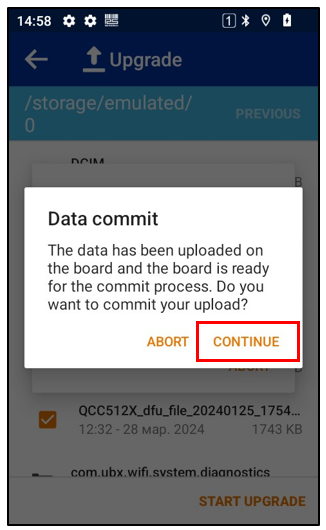 14:58
1
Upgrade
/storage/emulated/
0
PREVIOUS
DCIM
B
Data commit
The data has been uploaded on
the board and the board is ready
for the commit process. Do you
want to commit your upload?
ABORT
CONTINUE
B
ABORT
QCC512X_dfu_file_20240125_1754...
12:32 - 28 мар. 2024
1743 KB
com.ubx.wifi.system.diagnostics
START UPGRADE